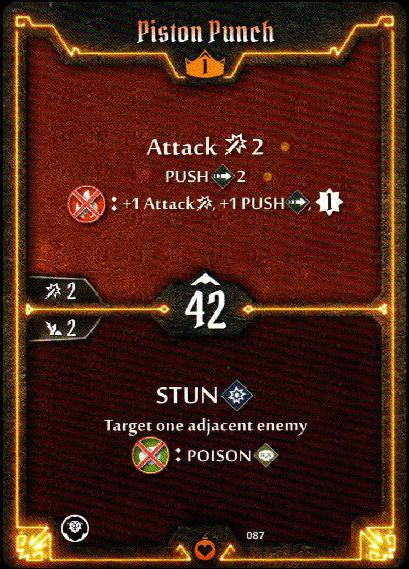 Piston Punch
1
Attack 2
PUSH 2
: +1 Attack, +1 PUSH, 1
2
42
2
STUN
Target one adjacent enemy
: POISON
087